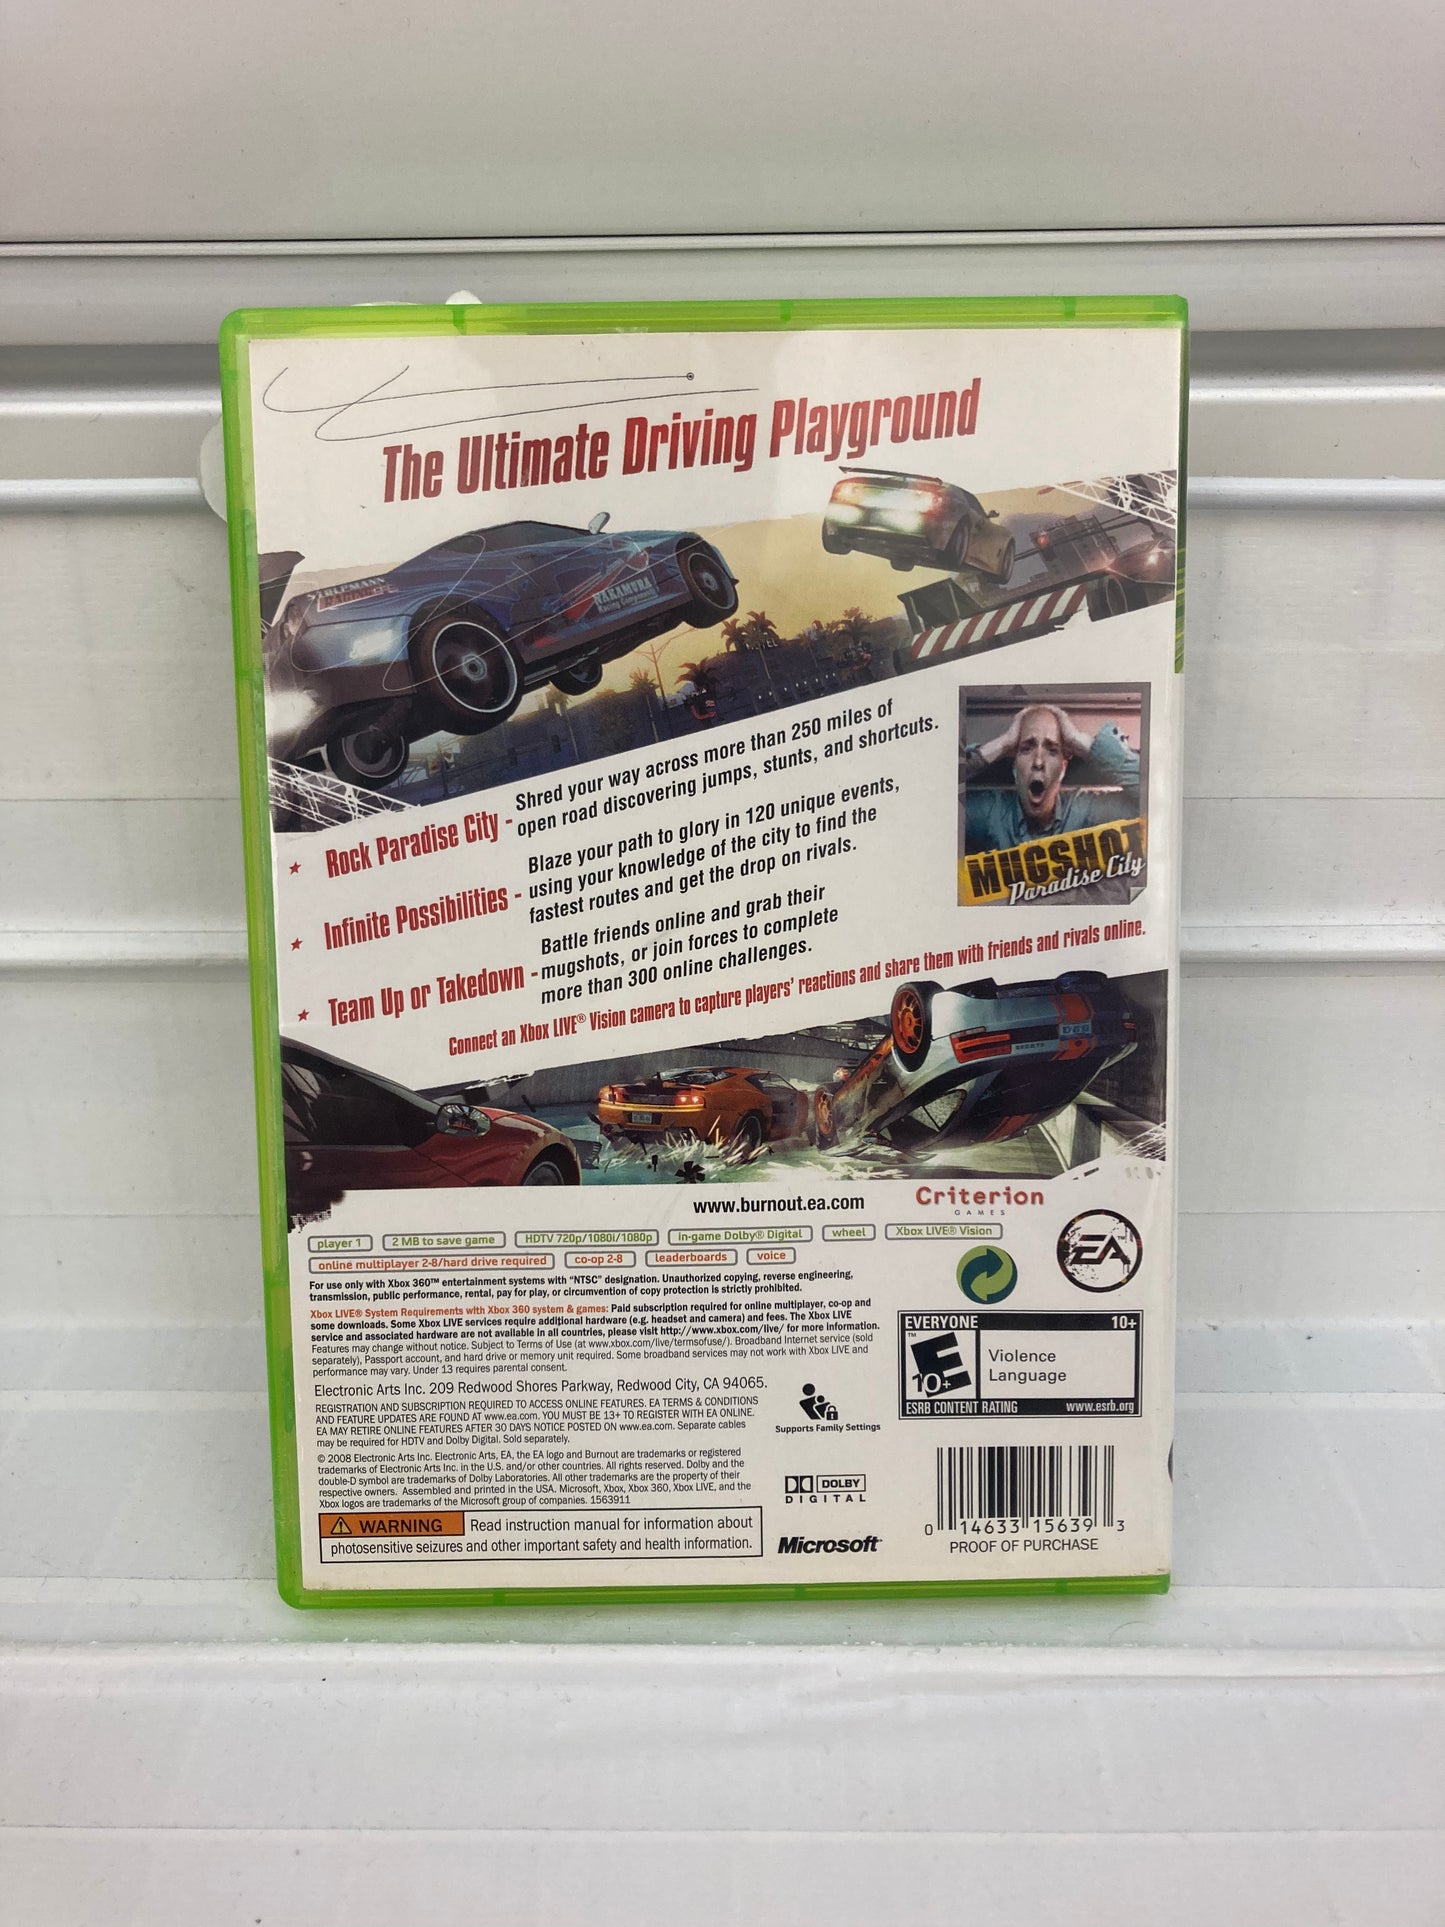 The Ultimate Driving Playground
NAKAMURA
Racing Components
★ Rock Paradise City - Shred your way across more than 250 miles of
open road discovering jumps, stunts, and shortcuts.
★ Infinite Possibilities - Blaze your path to glory in 120 unique events,
using your knowledge of the city to find the
fastest routes and get the drop on rivals.
★ Team Up or Takedown - Battle friends online and grab their
mugshots, or join forces to complete
more than 300 online challenges.
MUGSHOT
Paradise City
Connect an Xbox LIVE® Vision camera to capture players' reactions and share them with friends and rivals online.
www.burnout.ea.com
Criterion
GAMES
player 1 2 MB to save game HDTV 720p/1080i/1080p in-game Dolby® Digital wheel Xbox LIVE® Vision
online multiplayer 2-8/hard drive required co-op 2-8 leaderboards voice
EA
For use only with Xbox 360™ entertainment systems with "NTSC" designation. Unauthorized copying, reverse engineering,
transmission, public performance, rental, pay for play, or circumvention of copy protection is strictly prohibited.
Xbox LIVE® System Requirements with Xbox 360 system & games: Paid subscription required for online multiplayer, co-op and
some downloads. Some Xbox LIVE services require additional hardware (e.g. headset and camera) and fees. The Xbox LIVE
service and associated hardware are not available in all countries, please visit http://www.xbox.com/live/ for more information.
Features may change without notice. Subject to Terms of Use (at www.xbox.com/live/termsofuse/). Broadband Internet service (sold
separately), Passport account, and hard drive or memory unit required. Some broadband services may not work with Xbox LIVE and
performance may vary. Under 13 requires parental consent.
Electronic Arts Inc. 209 Redwood Shores Parkway, Redwood City, CA 94065.
REGISTRATION AND SUBSCRIPTION REQUIRED TO ACCESS ONLINE FEATURES. EA TERMS & CONDITIONS
AND FEATURE UPDATES ARE FOUND AT www.ea.com. YOU MUST BE 13+ TO REGISTER WITH EA ONLINE.
EA MAY RETIRE ONLINE FEATURES AFTER 30 DAYS NOTICE POSTED ON www.ea.com. Separate cables
may be required for HDTV and Dolby Digital. Sold separately.
© 2008 Electronic Arts Inc. Electronic Arts, EA, the EA logo and Burnout are trademarks or registered
trademarks of Electronic Arts Inc. in the U.S. and/or other countries. All rights reserved. Dolby and the
double-D symbol are trademarks of Dolby Laboratories. All other trademarks are the property of their
respective owners. Assembled and printed in the USA. Microsoft, Xbox, Xbox 360, Xbox LIVE, and the
Xbox logos are trademarks of the Microsoft group of companies. 1563911
WARNING Read instruction manual for information about
photosensitive seizures and other important safety and health information.
Supports Family Settings
DOLBY
DIGITAL
Microsoft
EVERYONE 10+
E
10+
Violence
Language
ESRB CONTENT RATING www.esrb.org
0 14633 15639 3
PROOF OF PURCHASE